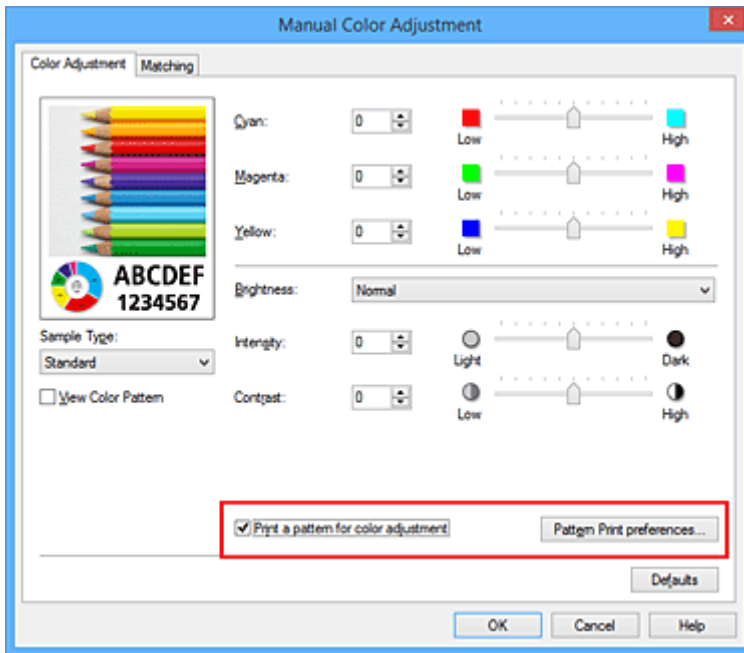 Manual Color Adjustment
Color Adjustment Matching
ABCDEF
1234567
Sample Type:
Standard
View Color Pattern
Cyan: 0 Low High
Magenta: 0 Low High
Yellow: 0 Low High
Brightness: Normal
Intensity: 0 Light Dark
Contrast: 0 Low High
Print a pattern for color adjustment Pattern Print preferences...
Defaults
OK Cancel Help